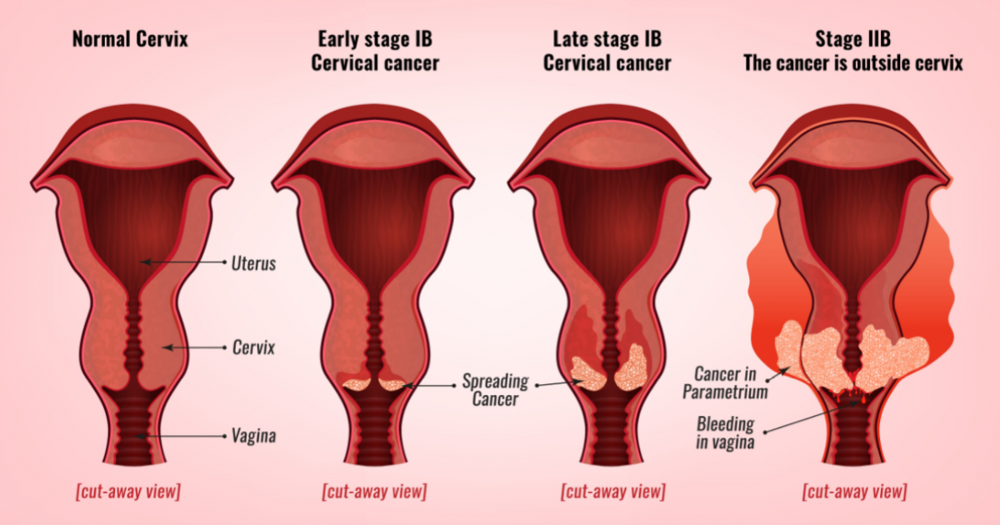 Normal Cervix
Early stage IB
Cervical cancer
Late stage IB
Cervical cancer
Stage IIB
The cancer is outside cervix
Uterus
Cervix
Vagina
Spreading
Cancer
Cancer in
Parametrium
Bleeding
in vagina
[cut-away view]
[cut-away view]
[cut-away view]
[cut-away view]